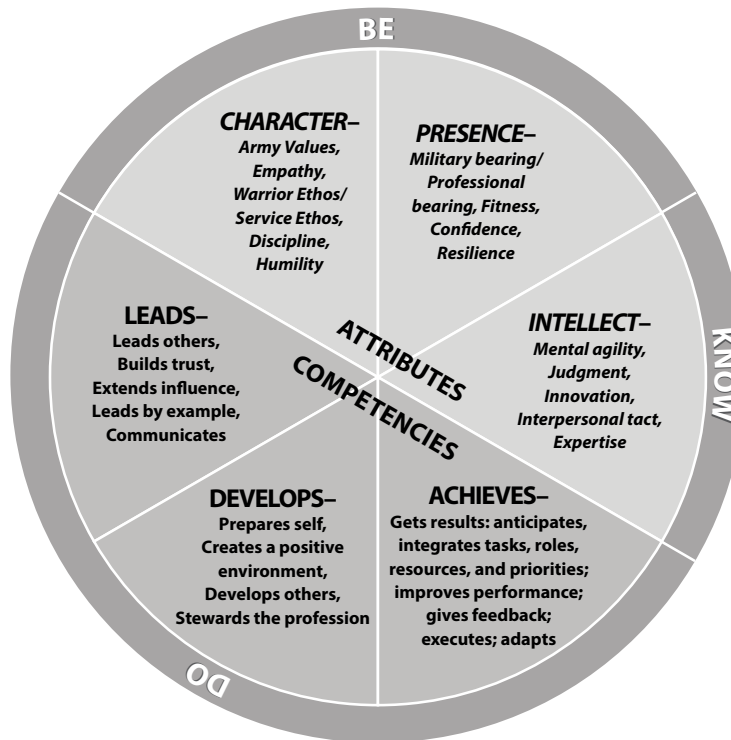 BE
CHARACTER–
Army Values,
Empathy,
Warrior Ethos/
Service Ethos,
Discipline,
Humility
PRESENCE–
Military bearing/
Professional
bearing, Fitness,
Confidence,
Resilience
KNOW
INTELLECT–
Mental agility,
Judgment,
Innovation,
Interpersonal tact,
Expertise
ATTRIBUTES
COMPETENCIES
LEADS–
Leads others,
Builds trust,
Extends influence,
Leads by example,
Communicates
DEVELOPS–
Prepares self,
Creates a positive
environment,
Develops others,
Stewards the profession
ACHIEVES–
Gets results: anticipates,
integrates tasks, roles,
resources, and priorities;
improves performance;
gives feedback;
executes; adapts
DO